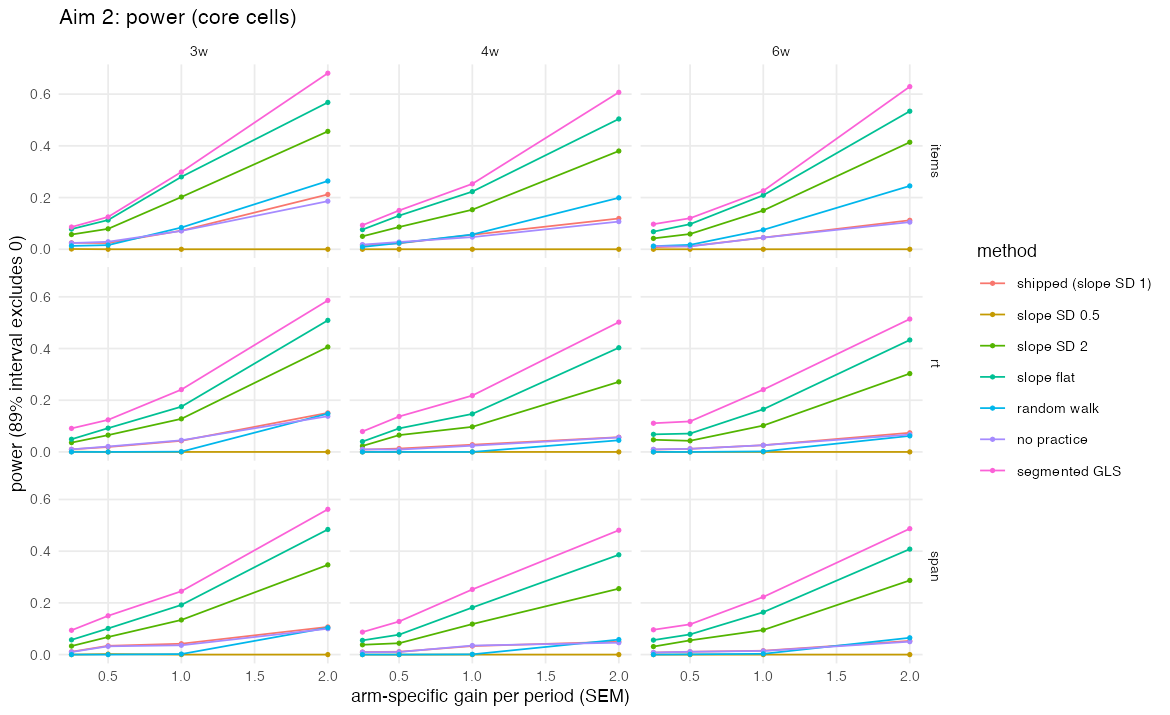 Aim 2: power (core cells)
3w
4w
6w
power (89% interval excludes 0)
0.6
0.4
0.2
0.0
items
0.6
0.4
0.2
0.0
rt
0.6
0.4
0.2
0.0
span
0.5
1.0
1.5
2.0
0.5
1.0
1.5
2.0
0.5
1.0
1.5
2.0
arm-specific gain per period (SEM)
method
shipped (slope SD 1)
slope SD 0.5
slope SD 2
slope flat
random walk
no practice
segmented GLS